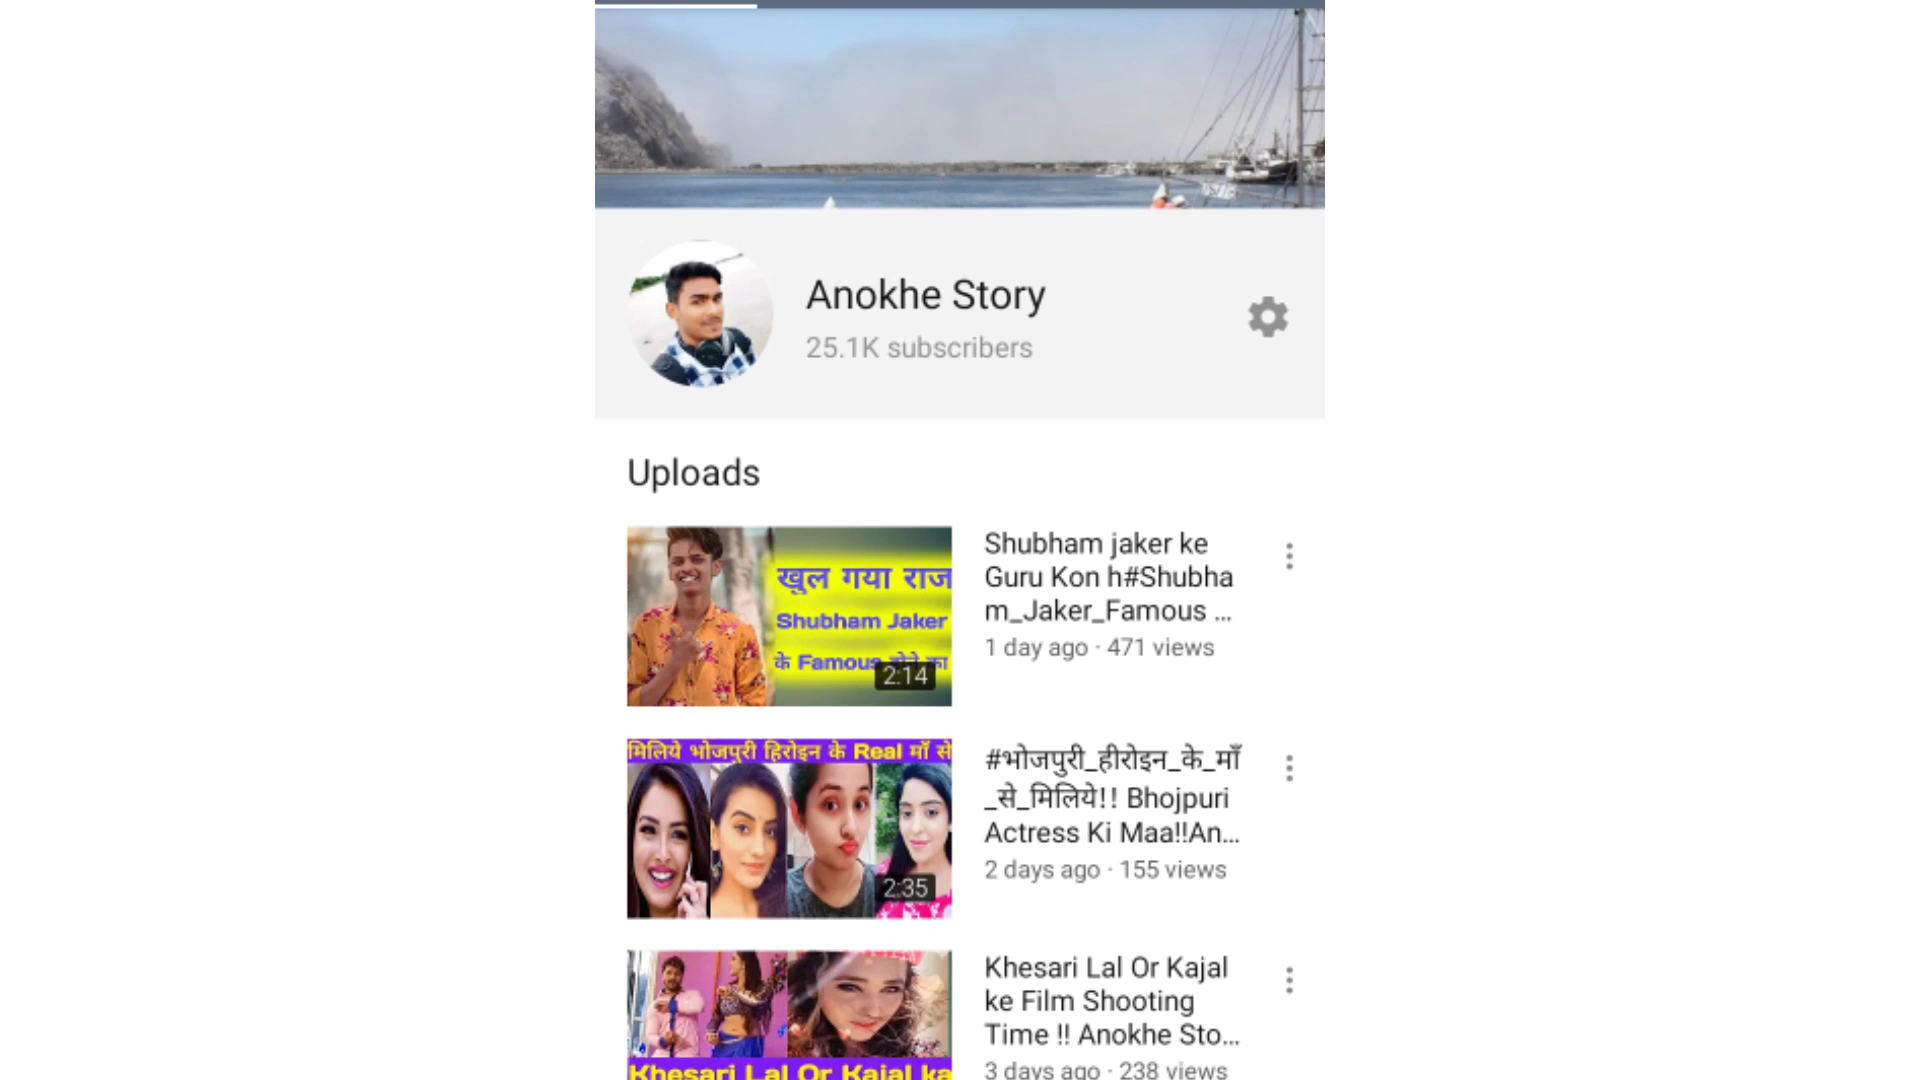 Anokhe Story
25.1K subscribers
Uploads
खुल गया राज
Shubham Jaker
के Famous होने का
2:14
Shubham jaker ke
Guru Kon h#Shubha
m_Jaker_Famous ...
1 day ago · 471 views
मिलिये भोजपुरी हिरोइन के Real माँ से
2:35
#भोजपुरी_हीरोइन_के_माँ
_से_मिलिये!! Bhojpuri
Actress Ki Maa!!An...
2 days ago · 155 views
Khesari Lal Or Kajal ka
Khesari Lal Or Kajal
ke Film Shooting
Time !! Anokhe Sto...
3 days ago · 238 views